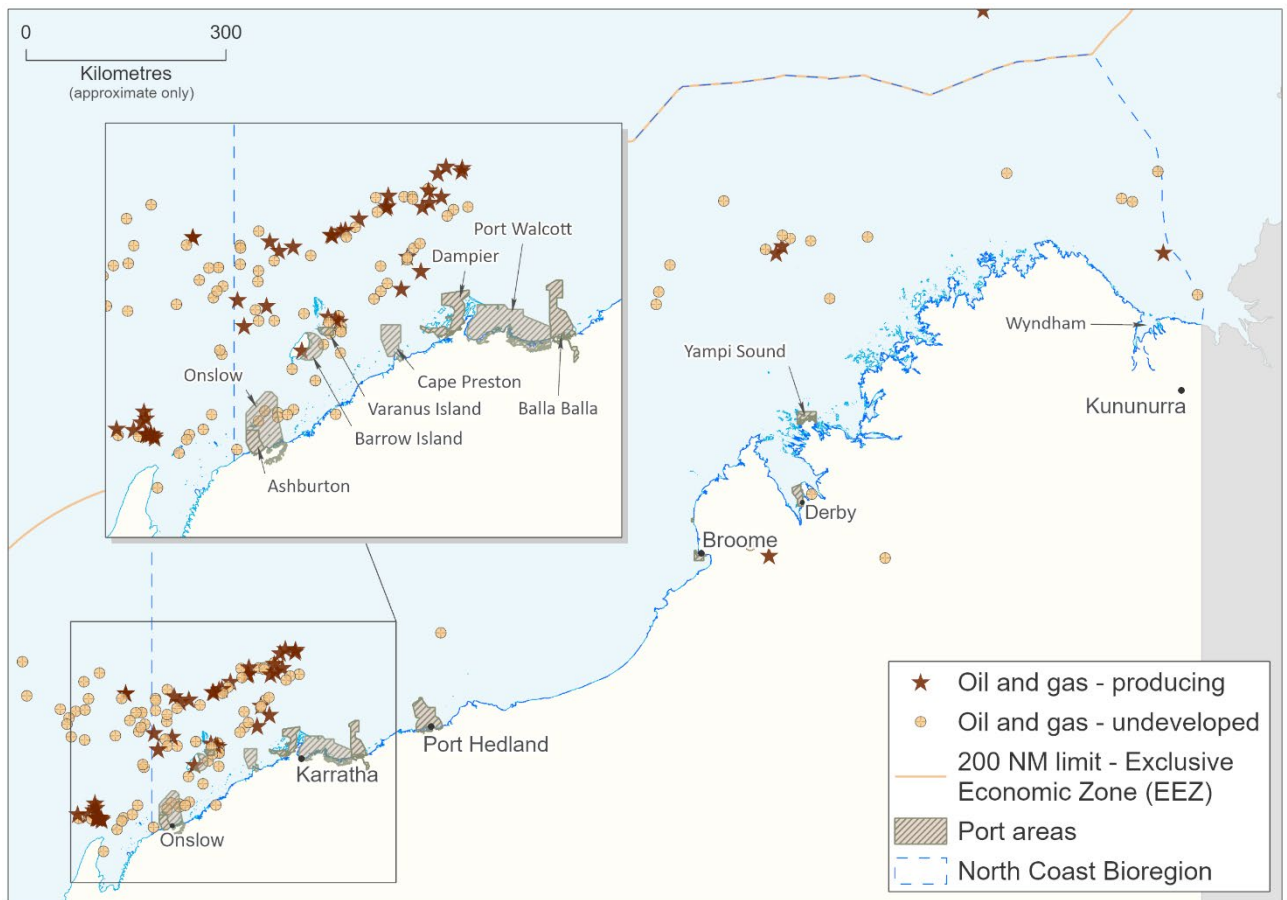 0 300
Kilometres
(approximate only)
Port Walcott
Dampier
Onslow
Cape Preston
Varanus Island
Balla Balla
Barrow Island
Ashburton
Wyndham
Yampi Sound
Kununurra
Derby
Broome
Port Hedland
Karratha
Onslow
Oil and gas - producing
Oil and gas - undeveloped
200 NM limit - Exclusive
Economic Zone (EEZ)
Port areas
North Coast Bioregion